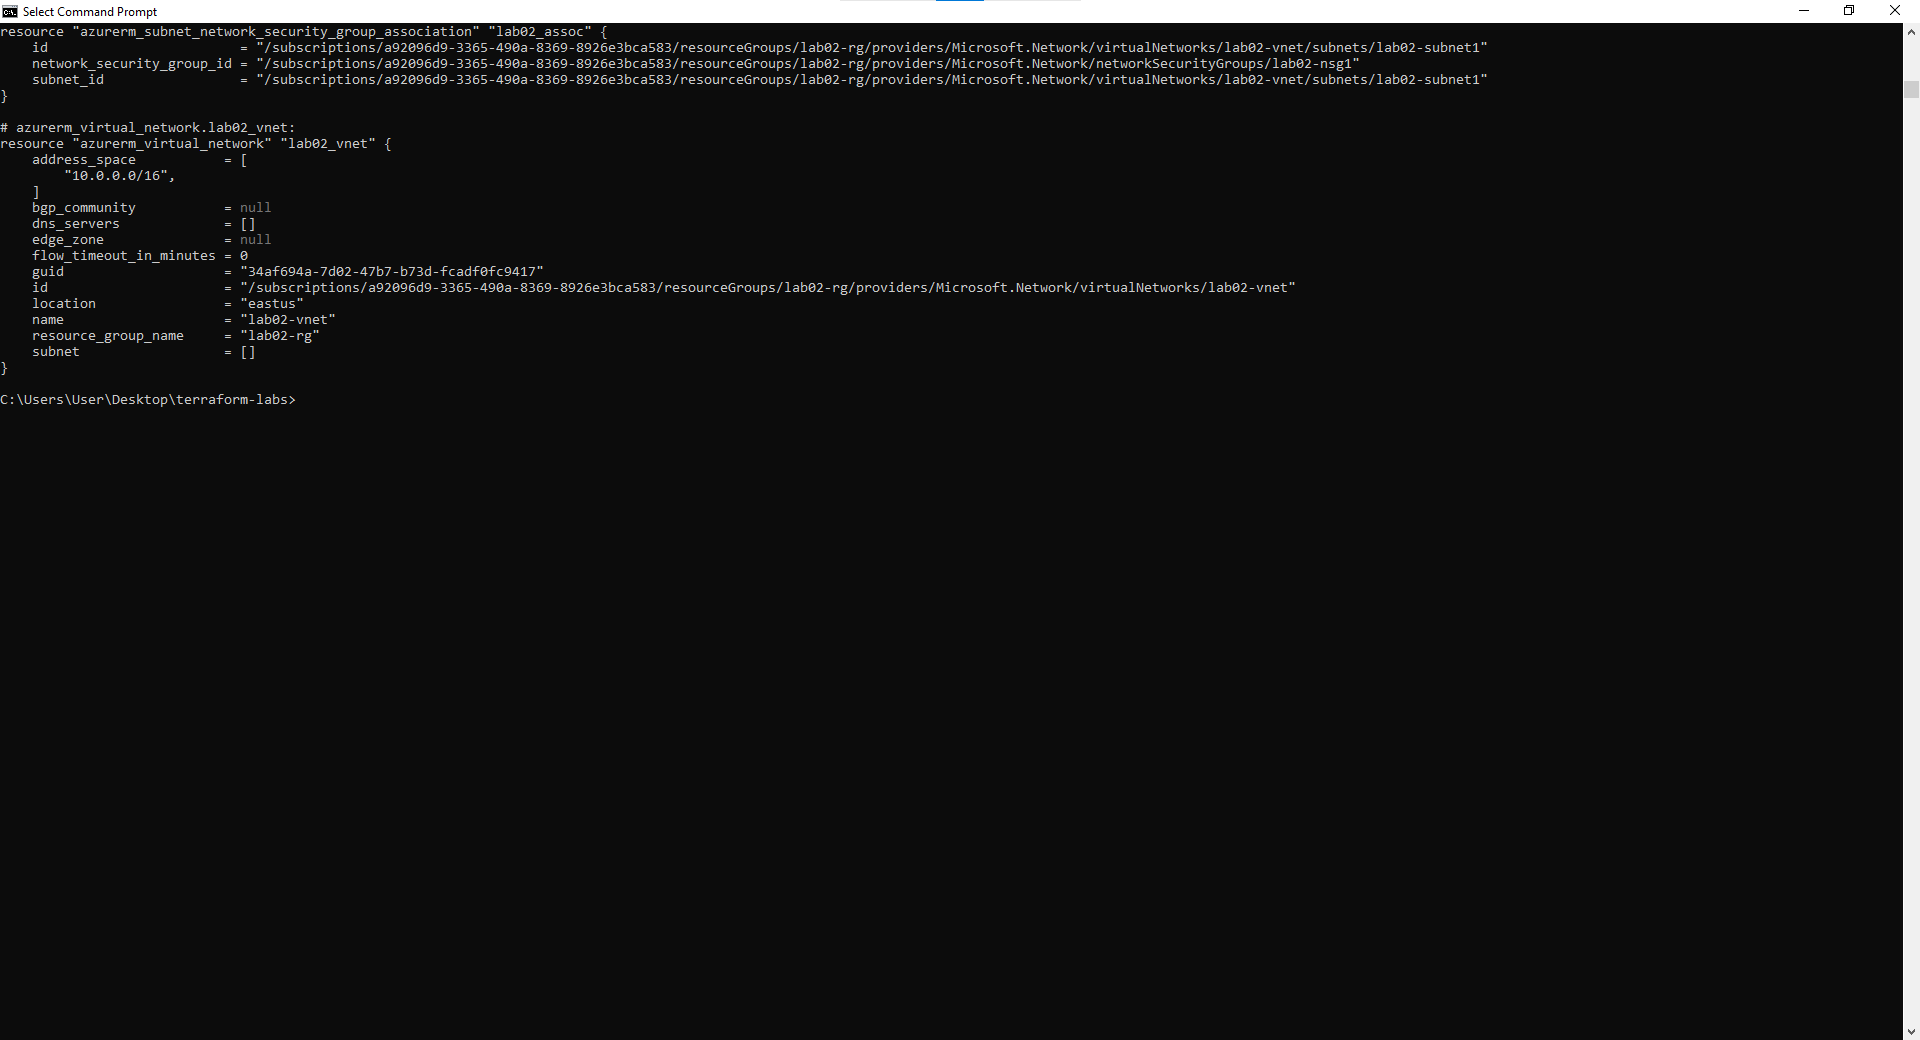 Select Command Prompt
resource "azurerm_subnet_network_security_group_association" "lab02_assoc" {
    id                        = "/subscriptions/a92096d9-3365-490a-8369-8926e3bca583/resourceGroups/lab02-rg/providers/Microsoft.Network/virtualNetworks/lab02-vnet/subnets/lab02-subnet1"
    network_security_group_id = "/subscriptions/a92096d9-3365-490a-8369-8926e3bca583/resourceGroups/lab02-rg/providers/Microsoft.Network/networkSecurityGroups/lab02-nsg1"
    subnet_id                 = "/subscriptions/a92096d9-3365-490a-8369-8926e3bca583/resourceGroups/lab02-rg/providers/Microsoft.Network/virtualNetworks/lab02-vnet/subnets/lab02-subnet1"
}
# azurerm_virtual_network.lab02_vnet:
resource "azurerm_virtual_network" "lab02_vnet" {
    address_space           = [
        "10.0.0.0/16",
    ]
    bgp_community           = null
    dns_servers             = []
    edge_zone               = null
    flow_timeout_in_minutes = 0
    guid                    = "34af694a-7d02-47b7-b73d-fcadf0fc9417"
    id                      = "/subscriptions/a92096d9-3365-490a-8369-8926e3bca583/resourceGroups/lab02-rg/providers/Microsoft.Network/virtualNetworks/lab02-vnet"
    location                = "eastus"
    name                    = "lab02-vnet"
    resource_group_name     = "lab02-rg"
    subnet                  = []
}
C:\Users\User\Desktop\terraform-labs>